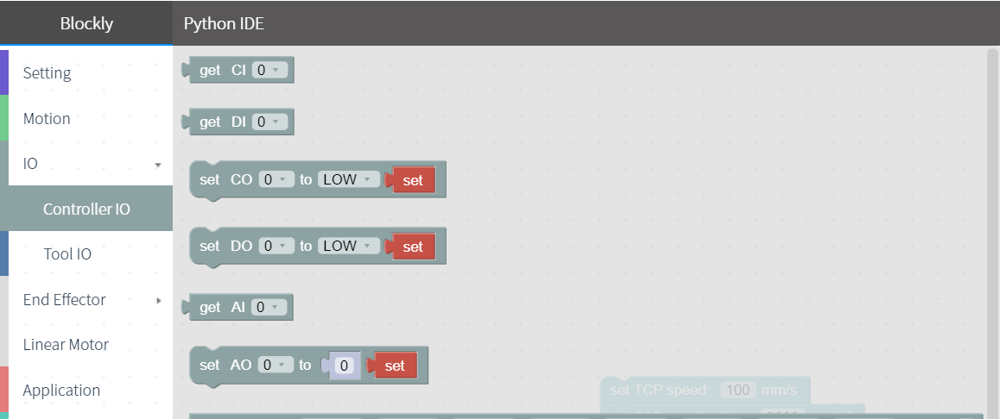 Blockly
Python IDE
Setting
Motion
IO
Controller IO
Tool IO
End Effector
Linear Motor
Application
get CI 0
get DI 0
set CO 0 to LOW set
set DO 0 to LOW set
get AI 0
set AO 0 to 0 set
set TCP speed: 100 mm/s